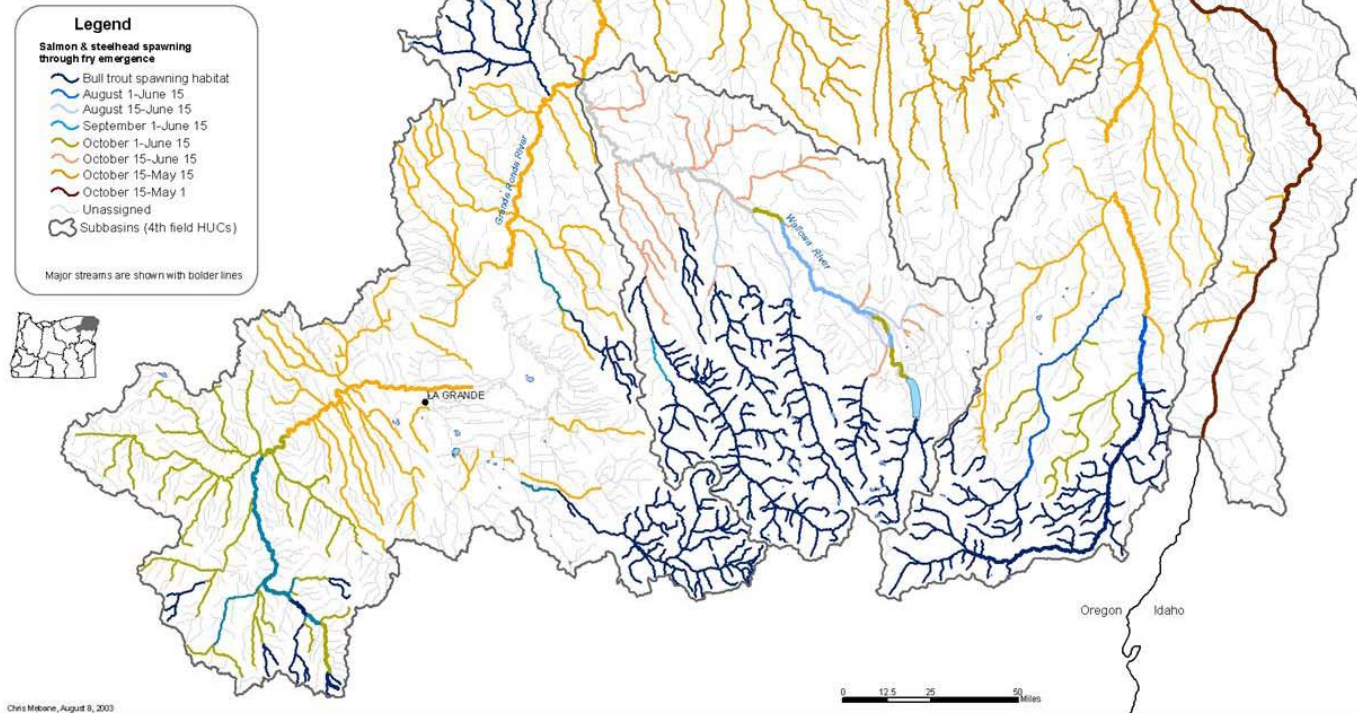 Legend
Salmon & steelhead spawning
through fry emergence
Bull trout spawning habitat
August 1-June 15
August 15-June 15
September 1-June 15
October 1-June 15
October 15-June 15
October 15-May 15
October 15-May 1
Unassigned
Subbasins (4th field HUCs)
Major streams are shown with bolder lines
Granda Ronda River
Wallowa River
LA GRANDE
Oregon
Idaho
0 12.5 25 50 Miles
Chris Mebane, August 8, 2003